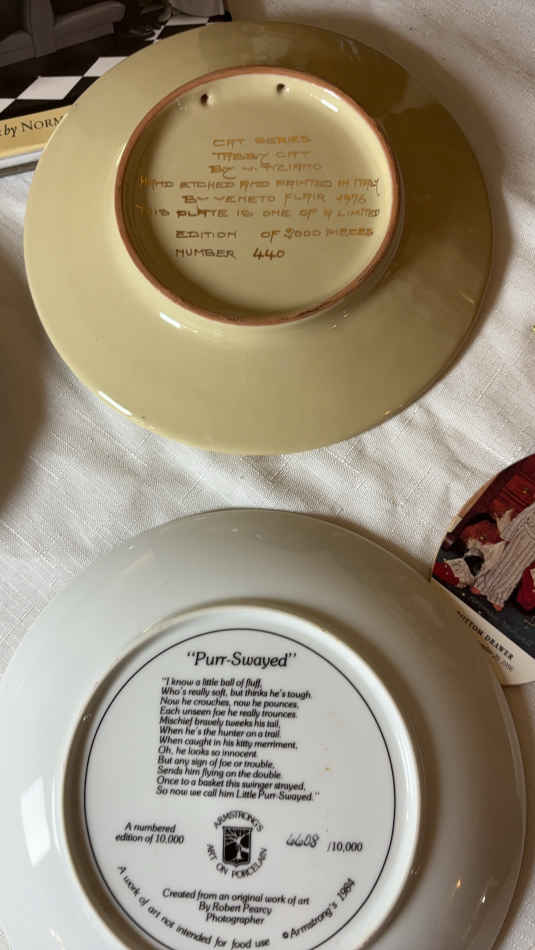 by NORM
CAT SERIES
TABBY CAT
BY
HAND ETCHED AND PAINTED IN ITALY
BY VENETO FLAIR 1976
THIS PLATE IS ONE OF A LIMITED
EDITION OF 2000 PIECES
NUMBER 440
BOTTOM DRAWER
"Purr-Swayed"
"I know a little ball of fluff,
Who's really soft, but thinks he's tough.
Now he crouches, now he pounces,
Each unseen foe he really trounces.
Mischief bravely tweeks his tail,
When he's the hunter on a trail.
When caught in his kitty merriment,
Oh, he looks so innocent.
But any sign of foe or trouble,
Sends him flying on the double.
Once to a basket this swinger strayed,
So now we call him Little Purr-Swayed."
A numbered
edition of 10,000
ARMSTRONG'S
ART ON PORCELAIN
6608 /10,000
Created from an original work of art
By Robert Pearcy
Photographer
A work of art not intended for food use
© Armstrong's 1984